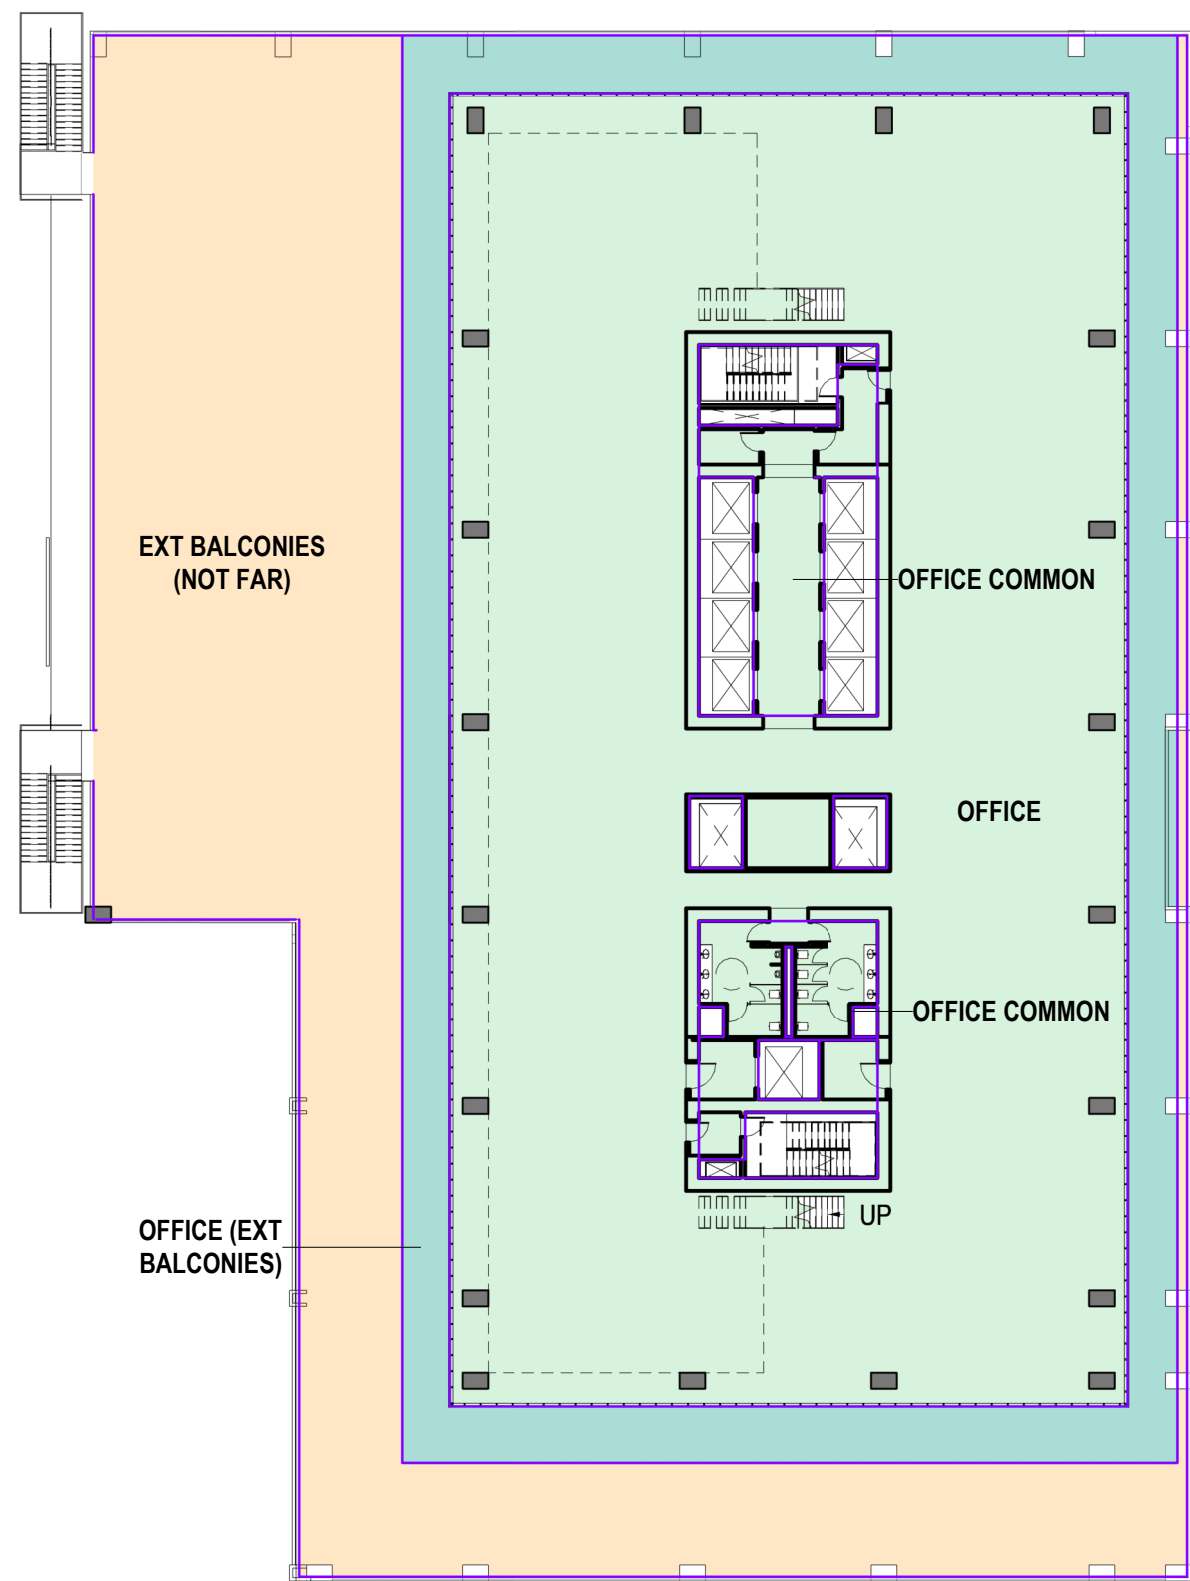 EXT BALCONIES
(NOT FAR)
OFFICE COMMON
OFFICE
OFFICE COMMON
UP
OFFICE (EXT
BALCONIES)